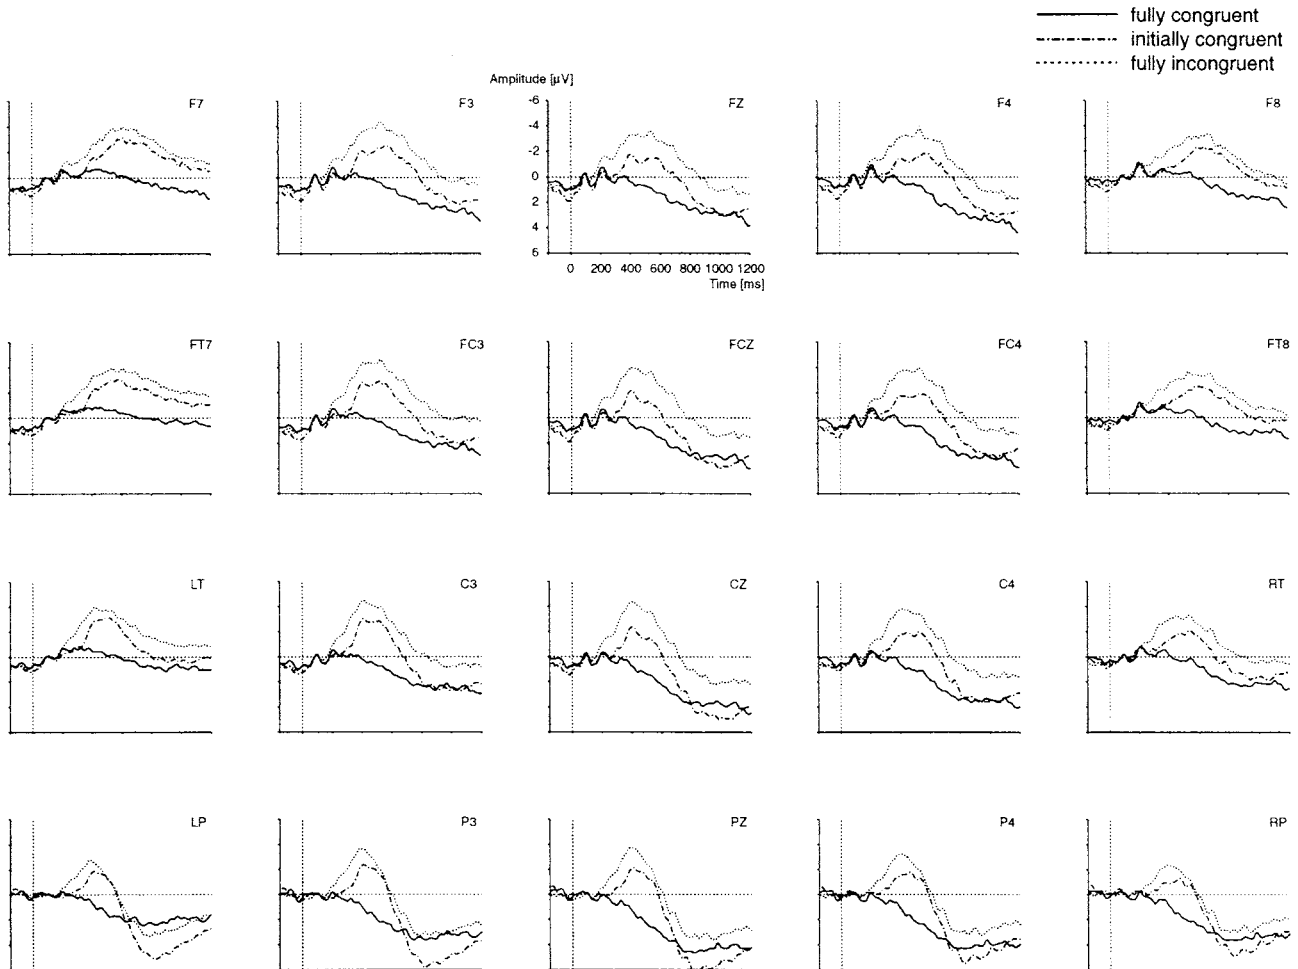 fully congruent
initially congruent
fully incongruent
Amplitude [µV]
F7
F3
FZ
F4
F8
-6
-4
-2
0
2
4
6
0 200 400 600 800 1000 1200
Time [ms]
FT7
FC3
FCZ
FC4
FT8
LT
C3
CZ
C4
RT
LP
P3
PZ
P4
RP